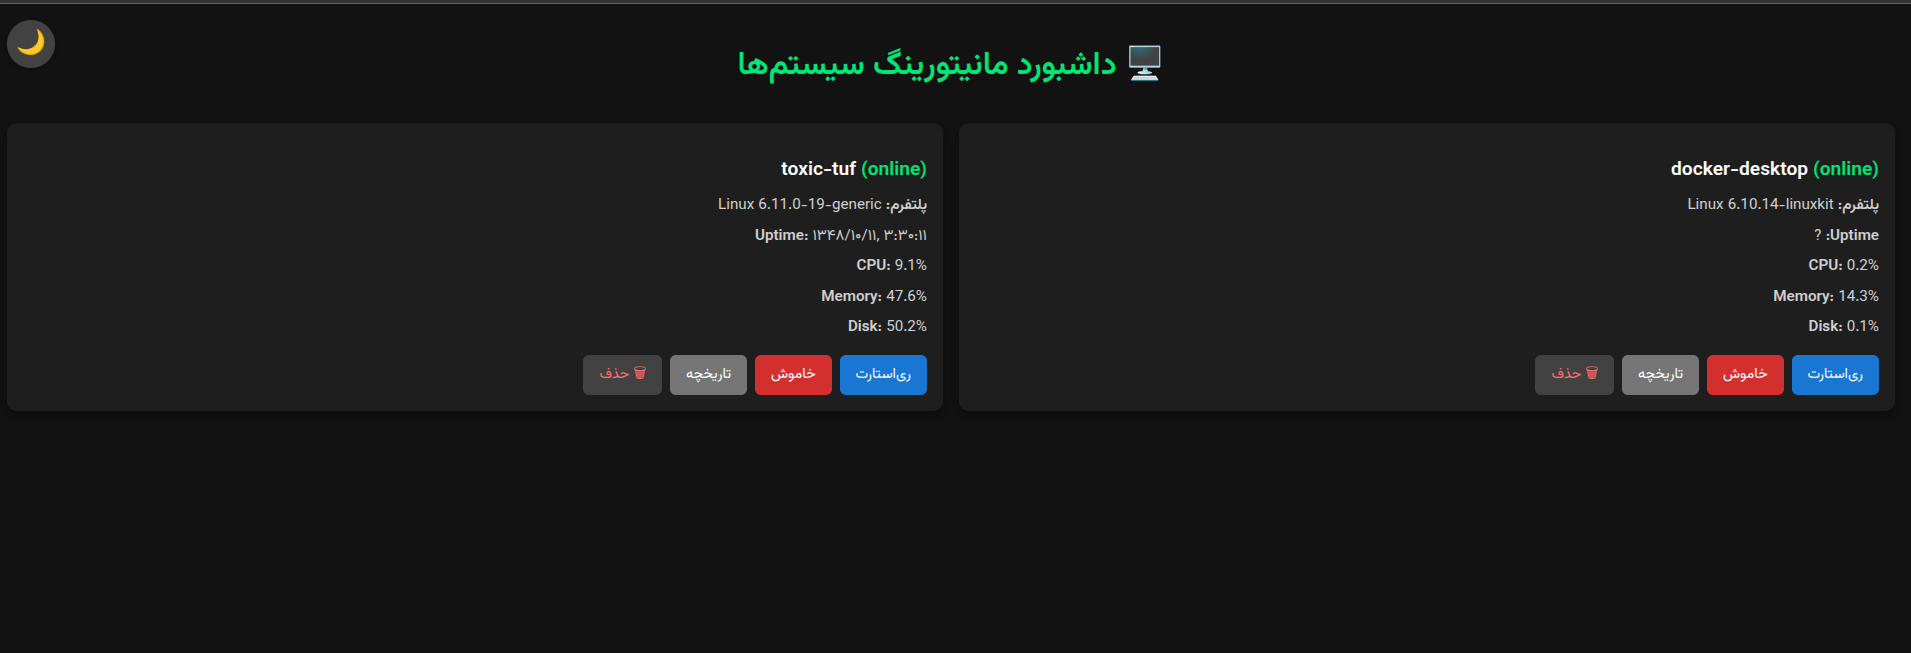 داشبورد مانیتورینگ سیستم‌ها
docker-desktop (online)
پلتفرم: Linux 6.10.14-linuxkit
Uptime: ?
CPU: 0.2%
Memory: 14.3%
Disk: 0.1%
ری‌استارت
خاموش
تاریخچه
حذف
toxic-tuf (online)
پلتفرم: Linux 6.11.0-19-generic
Uptime: ۱۳۴۸/۱۰/۱۱, ۳:۳۰:۱۱
CPU: 9.1%
Memory: 47.6%
Disk: 50.2%
ری‌استارت
خاموش
تاریخچه
حذف